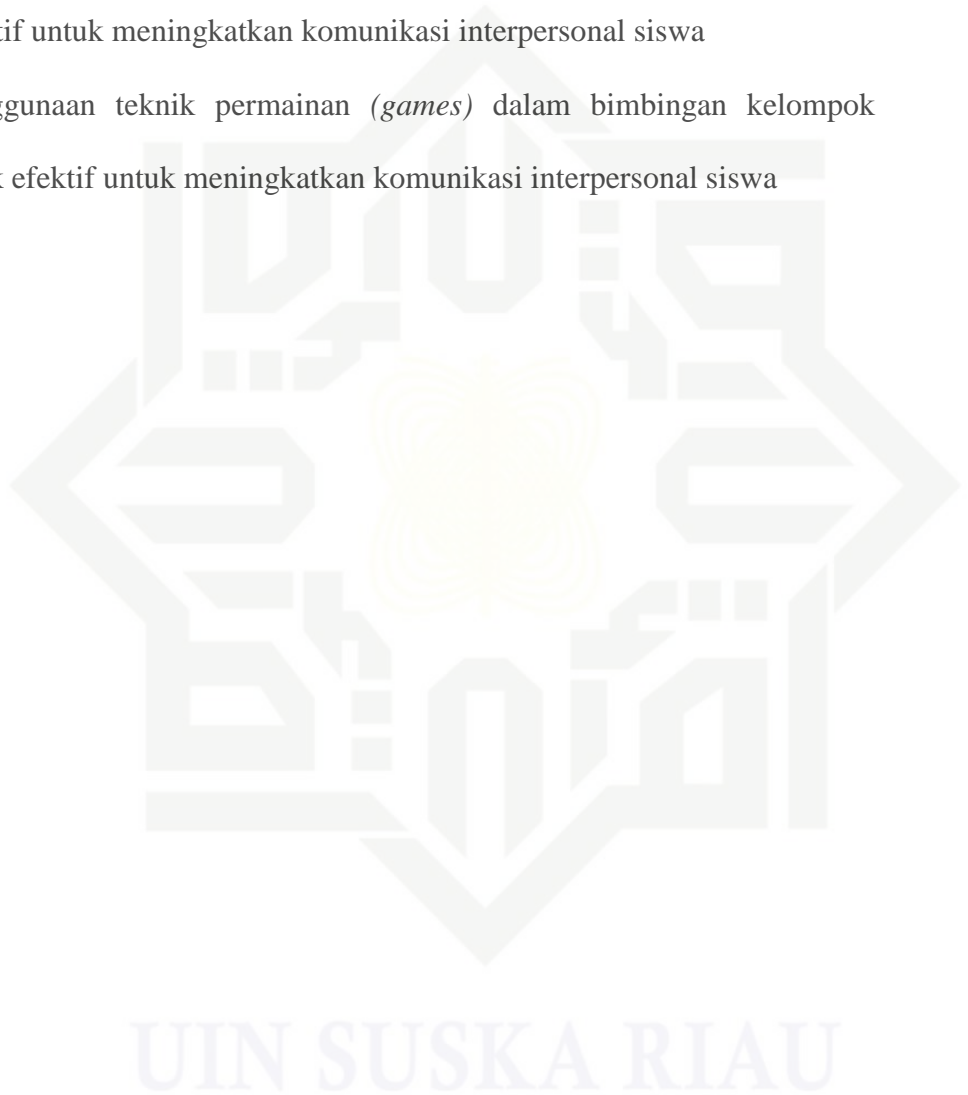 tif untuk meningkatkan komunikasi interpersonal siswa
ggunaan teknik permainan (games) dalam bimbingan kelompok
k efektif untuk meningkatkan komunikasi interpersonal siswa
UIN SUSKA RIAU